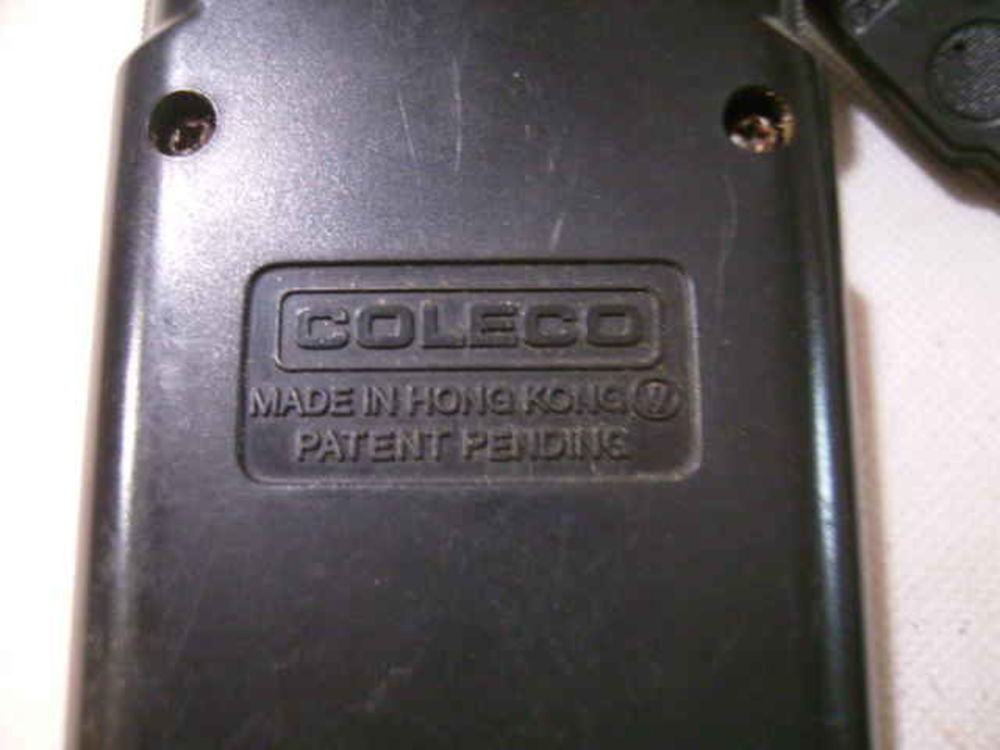 COLECO
MADE IN HONG KONG
PATENT PENDING